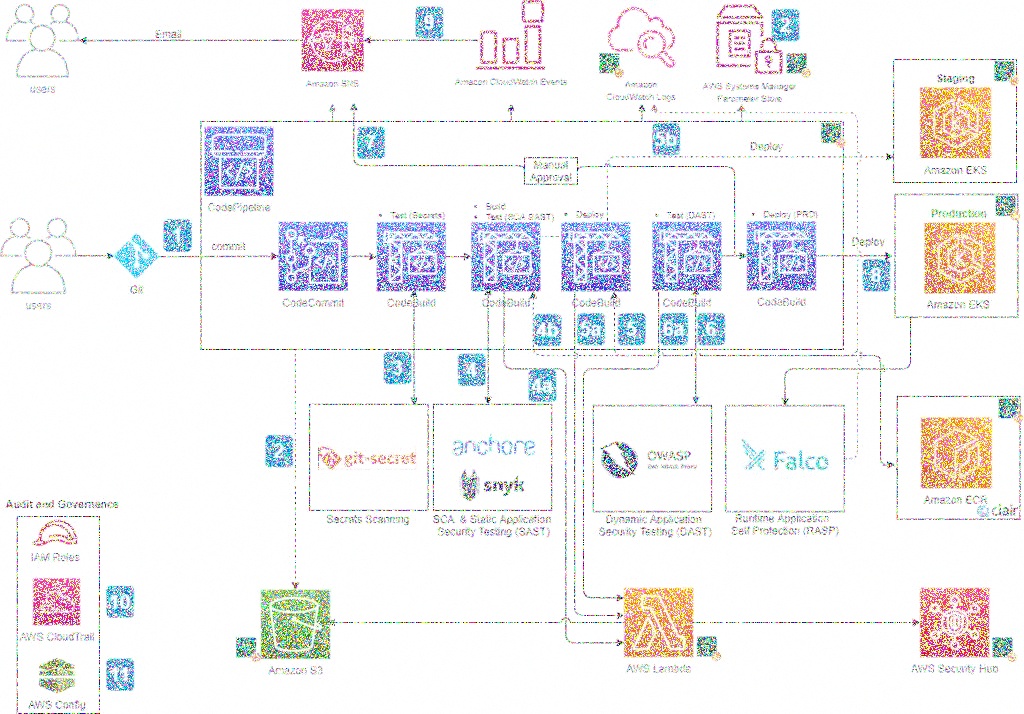 9
2
Email
users
Amazon SNS
Amazon CloudWatch Events
Amazon
CloudWatch Logs
AWS Systems Manager
Parameter Store
Staging
Amazon EKS
7
5b
Manual
Approval
Deploy
CodePipeline
Production
Amazon EKS
1
commit
Git
users
• Test (Secrets)
• Build
• Test (SCA, SAST)
• Deploy
• Test (DAST)
• Deploy (PRD)
Deploy
8
CodeCommit
CodeBuild
CodeBuild
CodeBuild
CodeBuild
CodeBuild
4b
5a
5
6a
6
3
4
4a
2
git-secret
Secrets Scanning
anchore
snyk
SCA & Static Application
Security Testing (SAST)
OWASP
Dynamic Application
Security Testing (DAST)
Falco
Runtime Application
Self Protection (RASP)
Amazon ECR
clair
Audit and Governance
IAM Roles
AWS CloudTrail
10
AWS Config
11
Amazon S3
AWS Lambda
AWS Security Hub